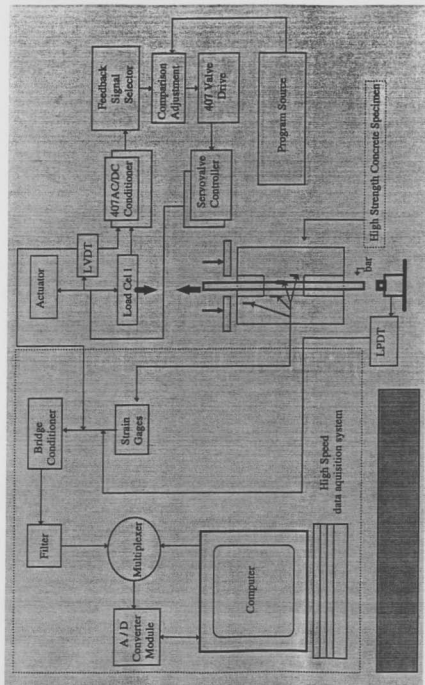 Actuator
LVDT
Load Cel 1
407AC/DC
Conditioner
Feedback
Signal
Selector
Comparison
Adjustment
407 Valve
Drive
Servovalve
Controller
Program Source
High Strength Concrete Specimen
bar
LPDT
Bridge
Conditioner
Strain
Gages
Filter
Multiplexer
A / D
Converter
Module
Computer
High Speed
data aquisition system